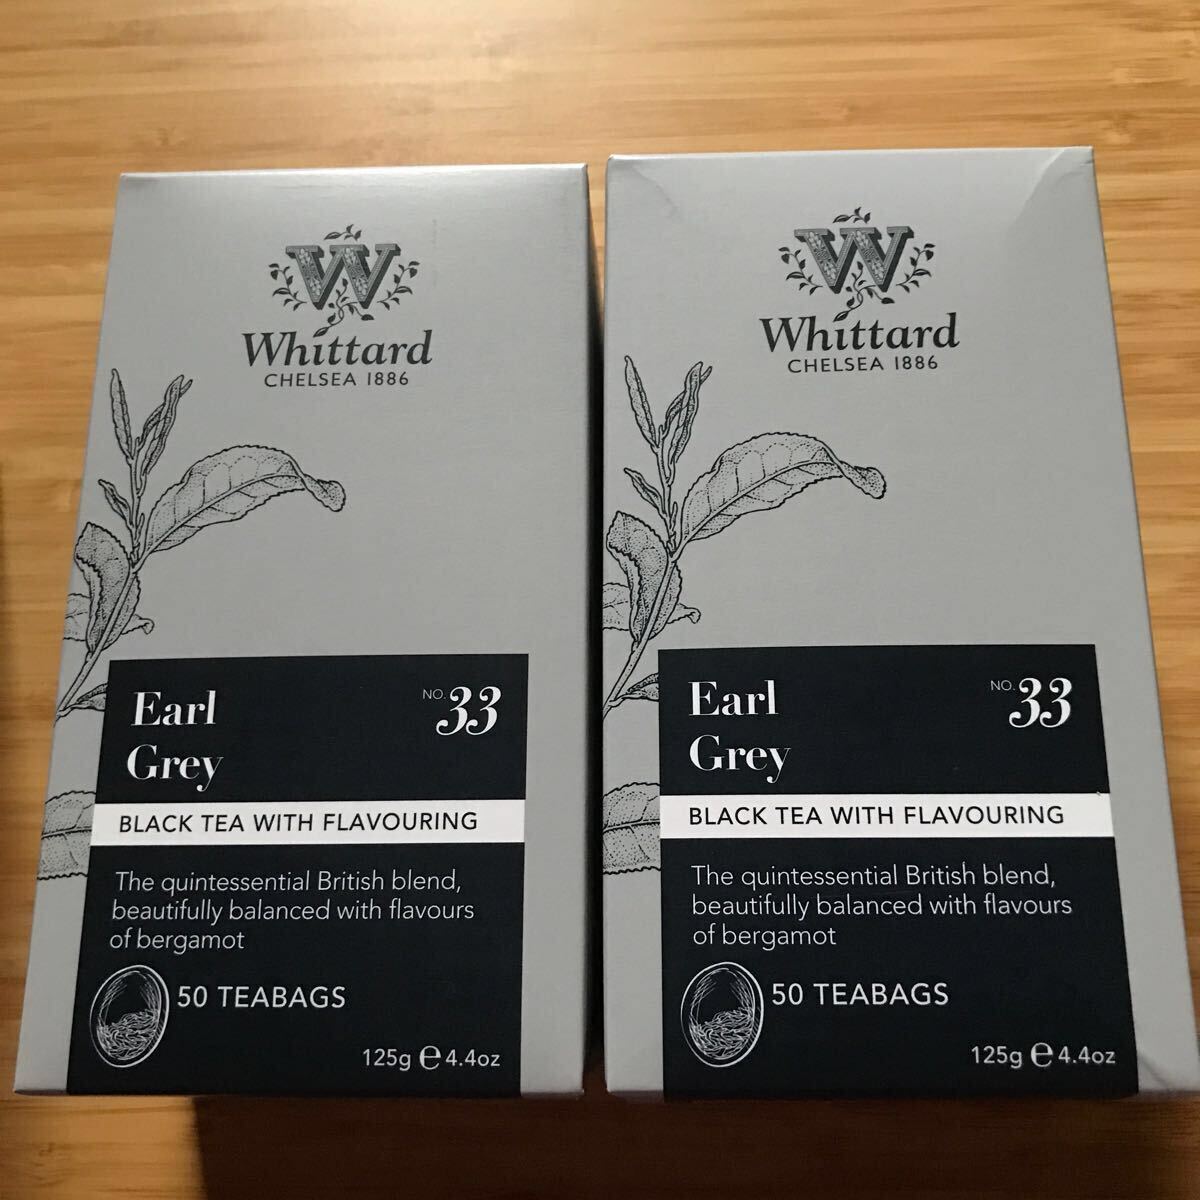 W
Whittard
CHELSEA 1886
Earl
Grey
NO. 33
BLACK TEA WITH FLAVOURING
The quintessential British blend,
beautifully balanced with flavours
of bergamot
50 TEABAGS
125g ℮ 4.4oz
W
Whittard
CHELSEA 1886
Earl
Grey
NO. 33
BLACK TEA WITH FLAVOURING
The quintessential British blend,
beautifully balanced with flavours
of bergamot
50 TEABAGS
125g ℮ 4.4oz